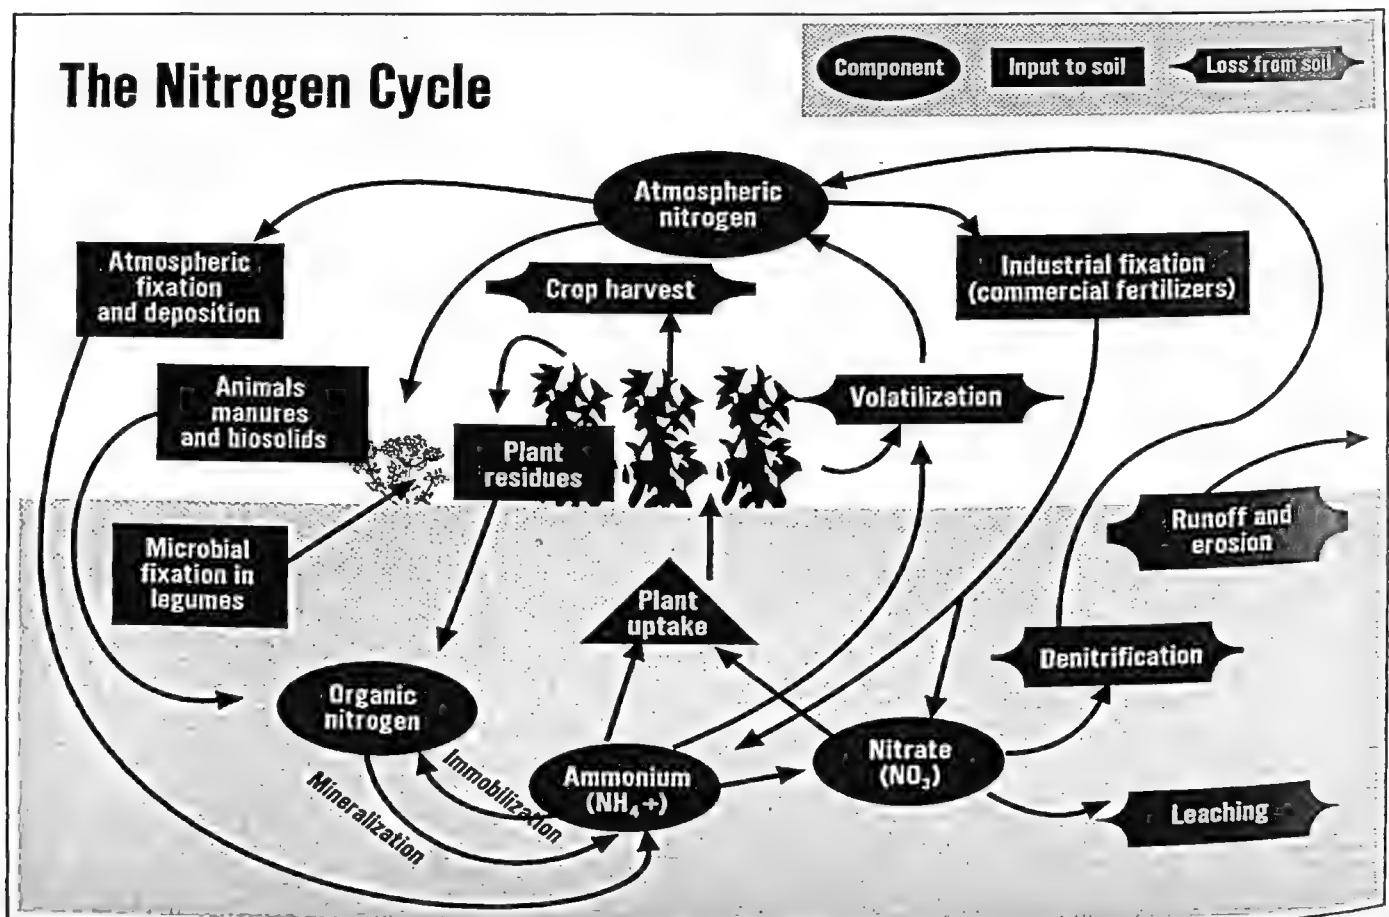 The Nitrogen Cycle
Component
Input to soil
Loss from soil
Atmospheric
nitrogen
Atmospheric
fixation
and deposition
Crop harvest
Industrial fixation
(commercial fertilizers)
Animals
manures
and biosolids
Volatilization
Plant
residues
Runoff and
erosion
Microbial
fixation in
legumes
Plant
uptake
Denitrification
Organic
nitrogen
Nitrate
(NO₃)
Ammonium
(NH₄+)
Immobilization
Mineralization
Leaching